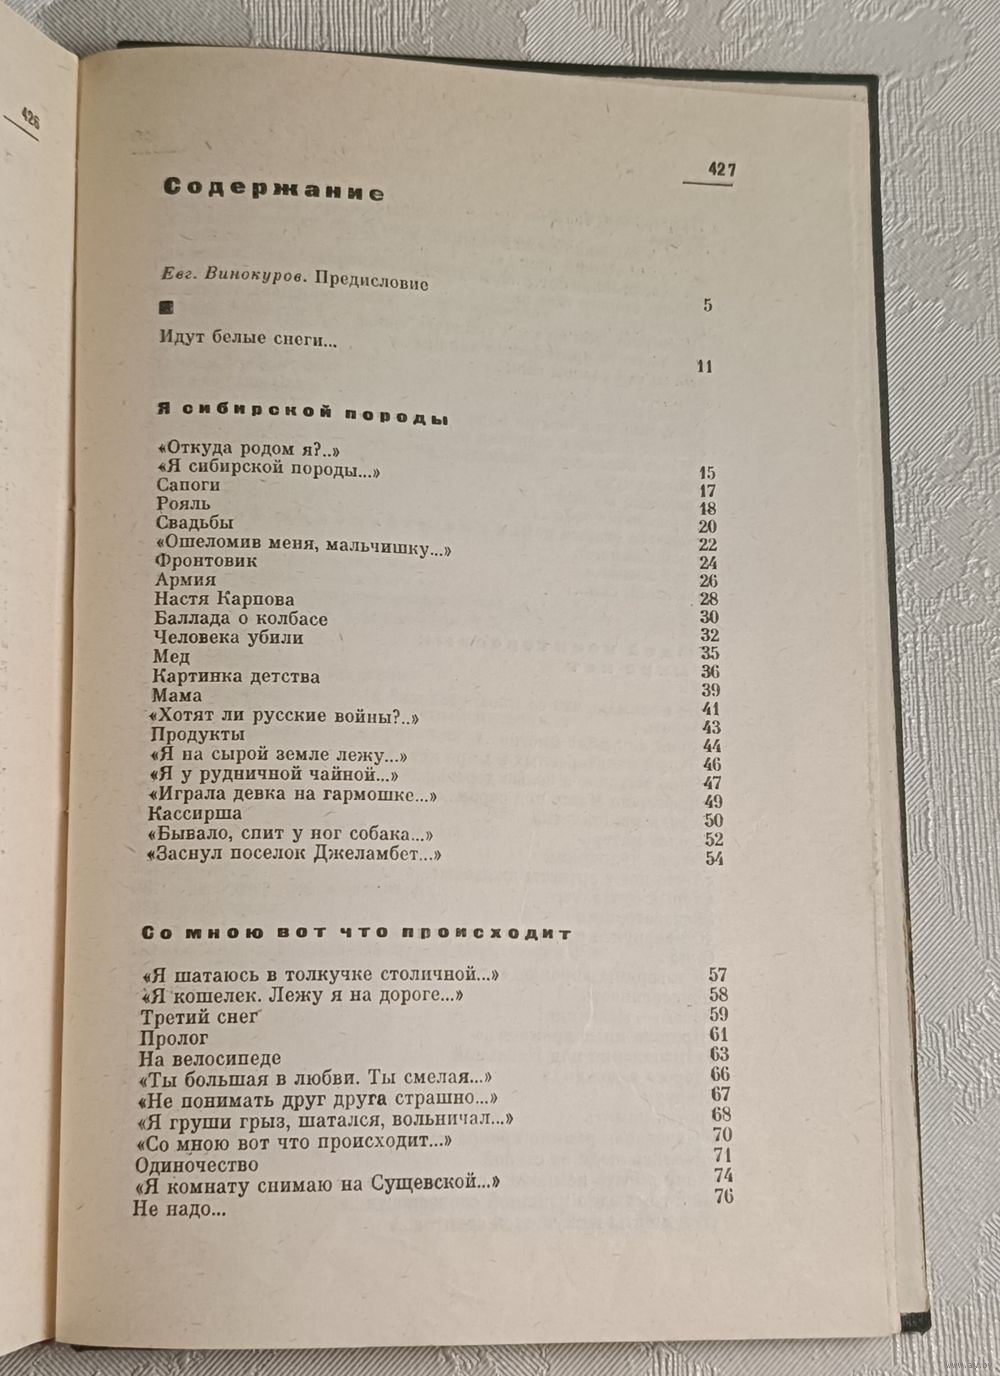 426
427
Содержание
Евг. Винокуров. Предисловие 5
Идут белые снеги... 11
Я сибирской породы
«Откуда родом я?..» 15
«Я сибирской породы...» 17
Сапоги 18
Рояль 20
Свадьбы 22
«Ошеломив меня, мальчишку...» 24
Фронтовик 26
Армия 28
Настя Карпова 30
Баллада о колбасе 32
Человека убили 35
Мед 36
Картинка детства 39
Мама 41
«Хотят ли русские войны?..» 43
Продукты 44
«Я на сырой земле лежу...» 46
«Я у рудничной чайной...» 47
«Играла девка на гармошке...» 49
Кассирша 50
«Бывало, спит у ног собака...» 52
«Заснул поселок Джеламбет...» 54
Со мною вот что происходит
«Я шатаюсь в толкучке столичной...» 57
«Я кошелек. Лежу я на дороге...» 58
Третий снег 59
Пролог 61
На велосипеде 63
«Ты большая в любви. Ты смелая...» 66
«Не понимать друг друга страшно...» 67
«Я груши грыз, шатался, вольничал...» 68
«Со мною вот что происходит...» 70
Одиночество 71
«Я комнату снимаю на Сущевской...» 74
Не надо... 76